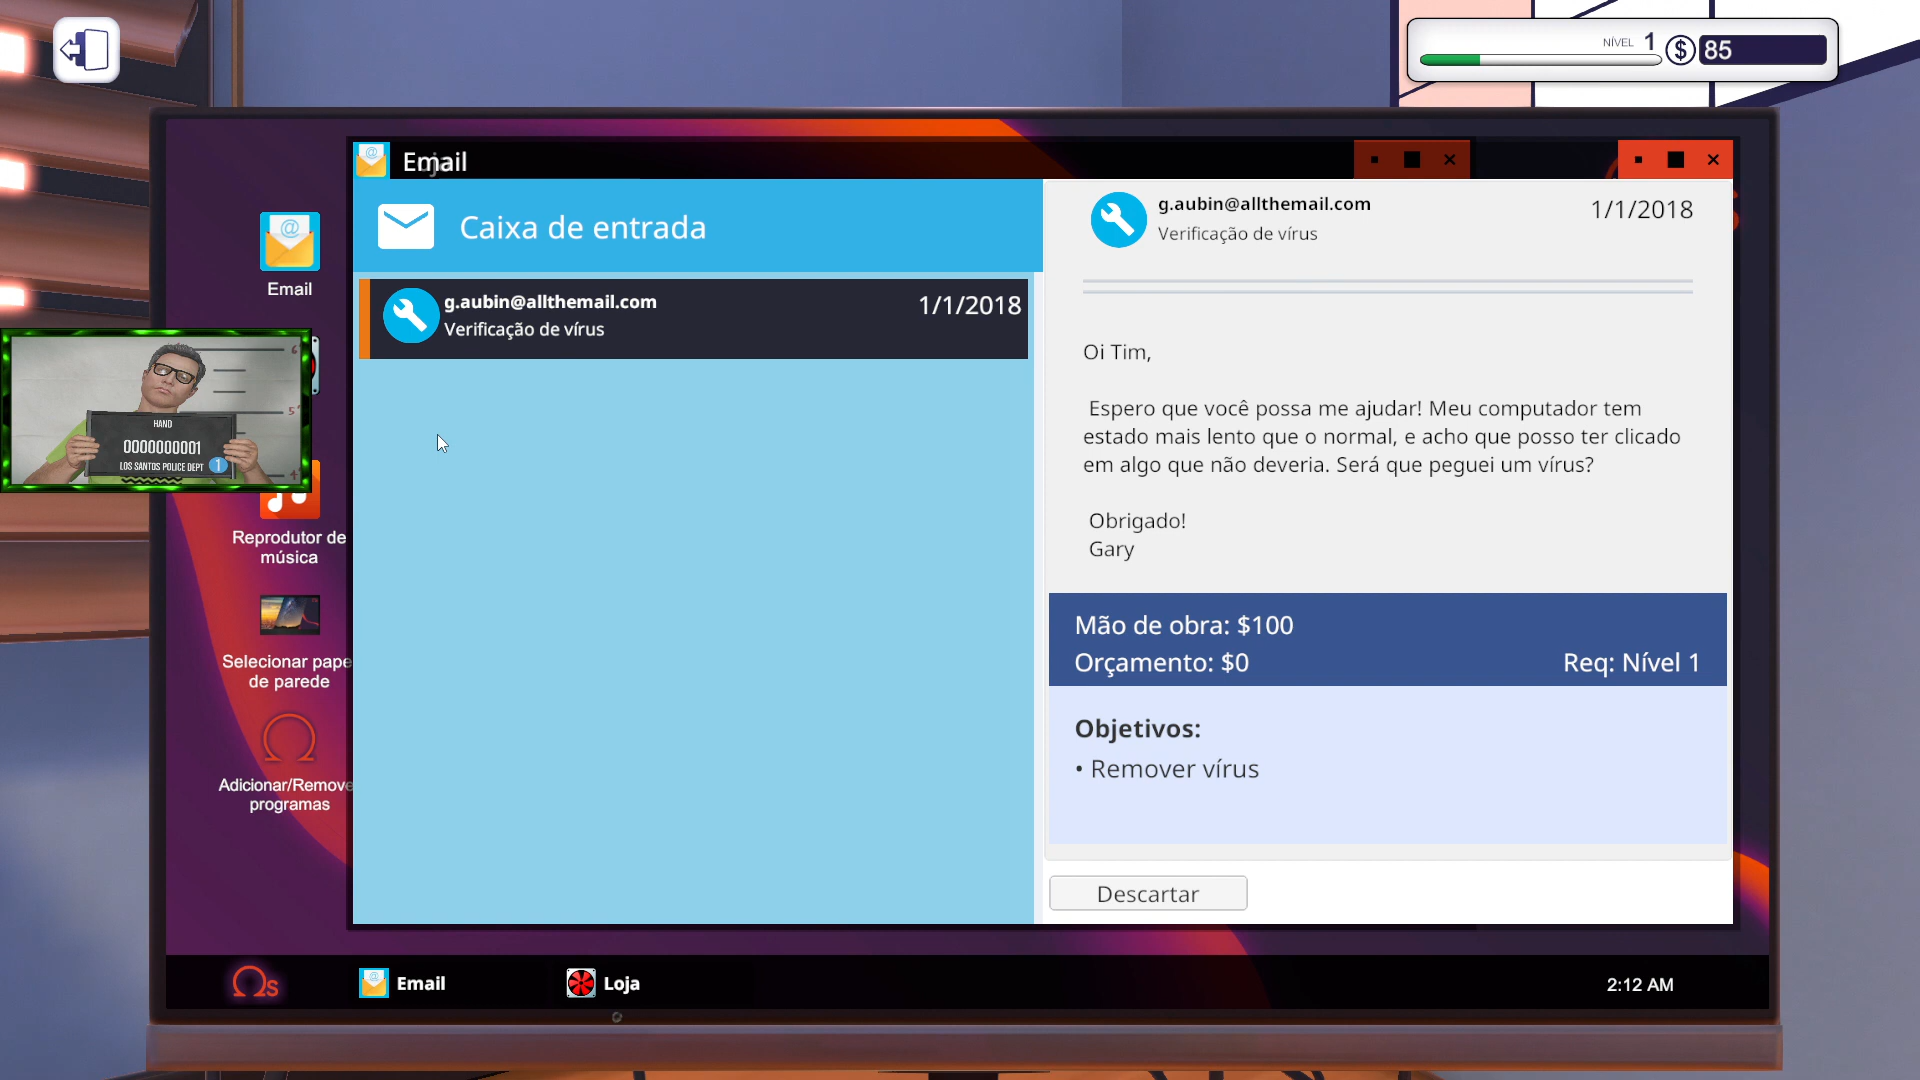 NÍVEL 1
$ 85
Email
Caixa de entrada
g.aubin@allthemail.com
Verificação de vírus
1/1/2018
g.aubin@allthemail.com
Verificação de vírus
1/1/2018
Oi Tim,
Espero que você possa me ajudar! Meu computador tem
estado mais lento que o normal, e acho que posso ter clicado
em algo que não deveria. Será que peguei um vírus?
Obrigado!
Gary
Mão de obra: $100
Orçamento: $0
Req: Nível 1
Objetivos:
• Remover vírus
Descartar
Email
HAND
0000000001
LOS SANTOS POLICE DEPT 1
Reprodutor de
música
Selecionar pape
de parede
Adicionar/Remove
programas
Ωs
Email
Loja
2:12 AM